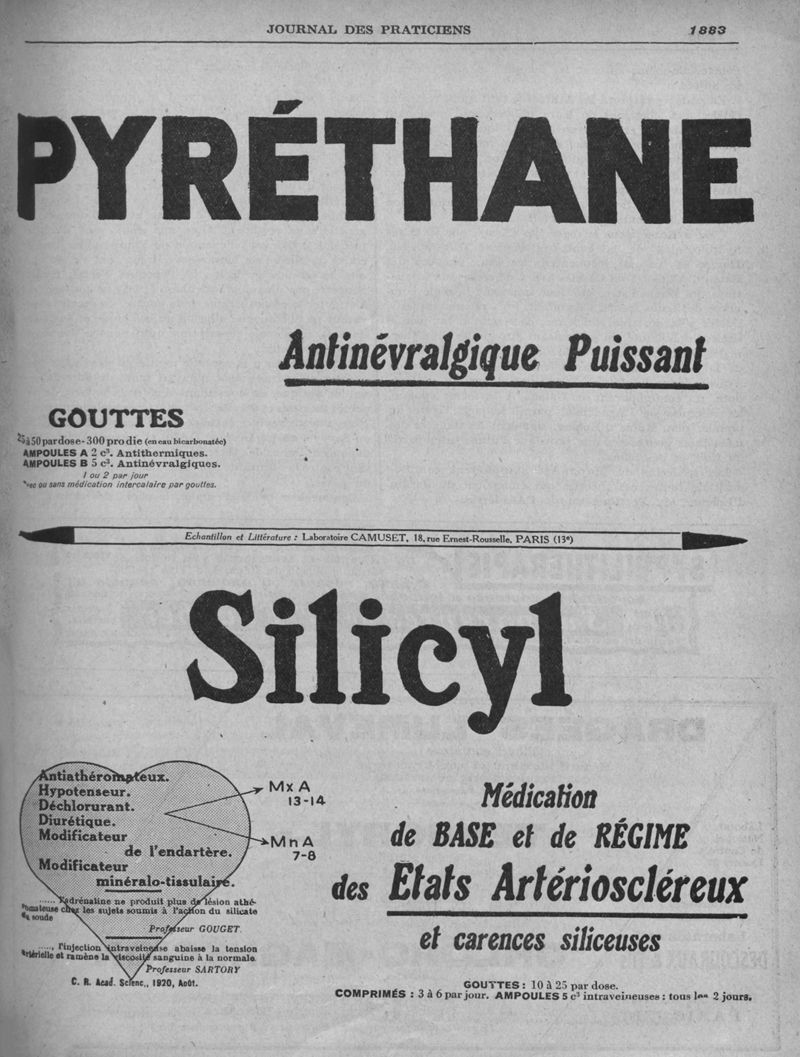 JOURNAL DES PRATICIENS 1883
PYRÉTHANE
Antinévralgique Puissant
GOUTTES
25 à 50 par dose - 300 pro die (en eau bicarbonatée)
AMPOULES A 2 c³. Antithermiques.
AMPOULES B 5 c³. Antinévralgiques.
1 ou 2 par jour
ou sans médication intercalaire par gouttes.
Echantillon et Littérature : Laboratoire CAMUSET, 18, rue Ernest-Rousselle, PARIS (13e)
Silicyl
Antiathéromateux.
Hypotenseur.
Déchlorurant.
Diurétique.
Modificateur
de l'endartère.
Modificateur
minéralo-tissulaire.
MxA
13-14
MnA
7-8
...... L'adrénaline ne produit plus de lésion athé-
romateuse chez les sujets soumis à l'action du silicate
de soude
Professeur GOUGET.
......, l'injection intraveineuse abaisse la tension
artérielle et ramène la viscosité sanguine à la normale.
Professeur SARTORY
C. R. Acad. Scienc., 1920, Août.
Médication
de BASE et de RÉGIME
des Etats Artérioscléreux
et carences siliceuses
GOUTTES : 10 à 25 par dose.
COMPRIMÉS : 3 à 6 par jour. AMPOULES 5 c³ intraveineuses : tous les 2 jours.